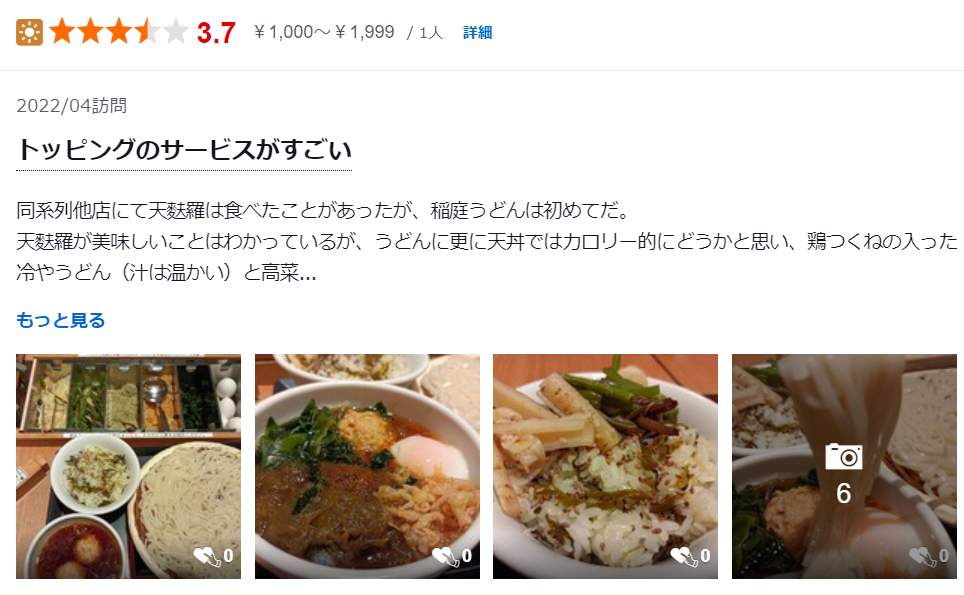 3.7 ￥1,000～￥1,999 / 1人 詳細
2022/04訪問
トッピングのサービスがすごい
同系列他店にて天麩羅は食べたことがあったが、稲庭うどんは初めてだ。
天麩羅が美味しいことはわかっているが、うどんに更に天丼ではカロリー的にどうかと思い、鶏つくねの入った
冷やうどん（汁は温かい）と高菜...
もっと見る
6
0
0
0
0